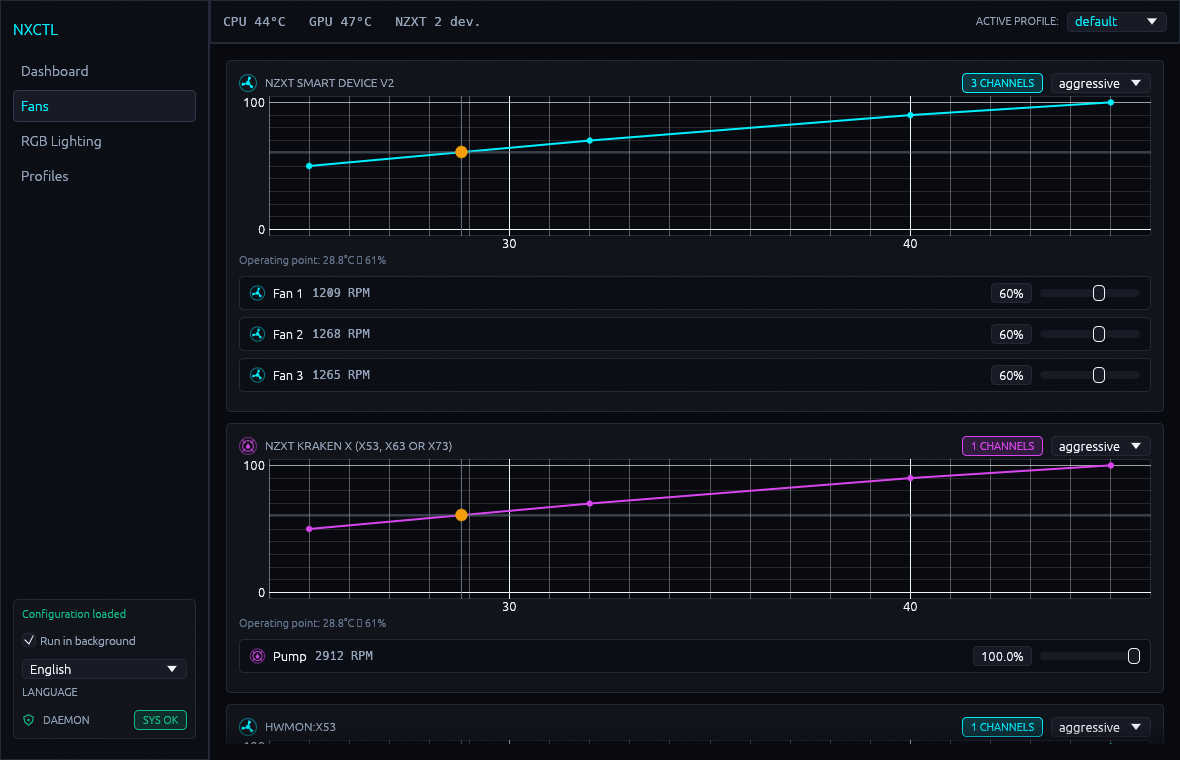 NXCTL
CPU 44°C GPU 47°C NZXT 2 dev.
ACTIVE PROFILE: default
Dashboard
Fans
RGB Lighting
Profiles
NZXT SMART DEVICE V2
3 CHANNELS aggressive
100
0
30 40
Operating point: 28.8°C 61%
Fan 1 1209 RPM 60%
Fan 2 1268 RPM 60%
Fan 3 1265 RPM 60%
NZXT KRAKEN X (X53, X63 OR X73)
1 CHANNELS aggressive
100
0
30 40
Operating point: 28.8°C 61%
Pump 2912 RPM 100.0%
HWMON:X53
1 CHANNELS aggressive
100
Configuration loaded
Run in background
English
LANGUAGE
DAEMON SYS OK